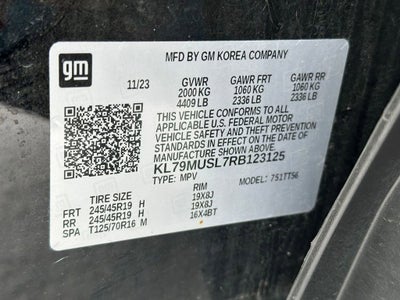 MFD BY GM KOREA COMPANY
gm
11/23 GVWR GAWR FRT GAWR RR
2000 KG 1060 KG 1060 KG
4409 LB 2336 LB 2336 LB
THIS VEHICLE CONFORMS TO ALL
APPLICABLE U.S. FEDERAL MOTOR
VEHICLE SAFETY STANDARDS IN
EFFECT ON THE DATE OF
MANUFACTURE SHOWN ABOVE.
KL79MUSL7RB123125
TYPE: MPV MODEL: 751TT56
TIRE SIZE RIM
FRT 245/45R19 H 19X8J
RR 245/45R19 H 19X8J
SPA T125/70R16 M 16X4BT